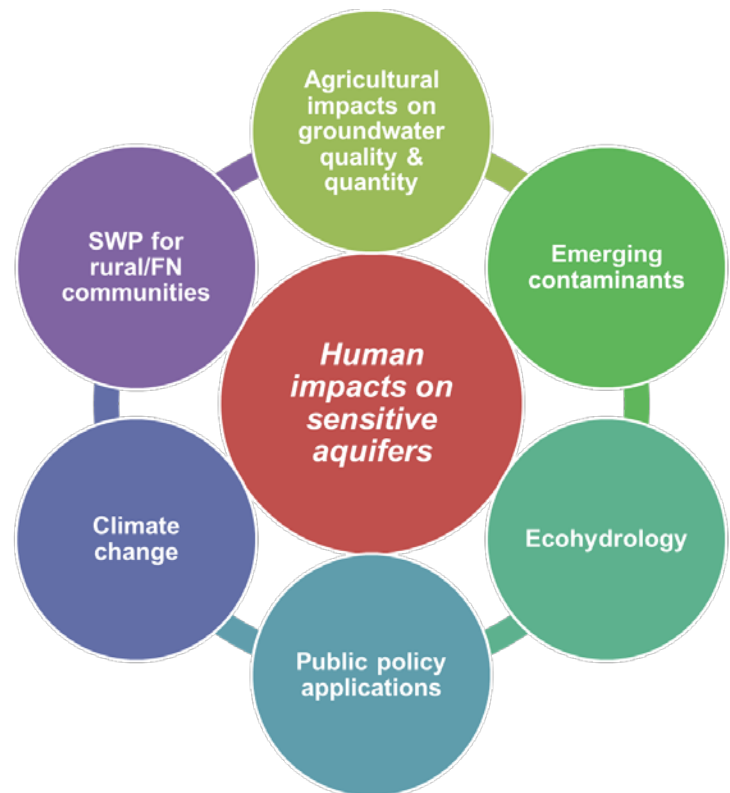 Agricultural
impacts on
groundwater
quality &
quantity
Emerging
contaminants
Ecohydrology
Public policy
applications
Climate
change
SWP for
rural/FN
communities
Human
impacts on
sensitive
aquifers